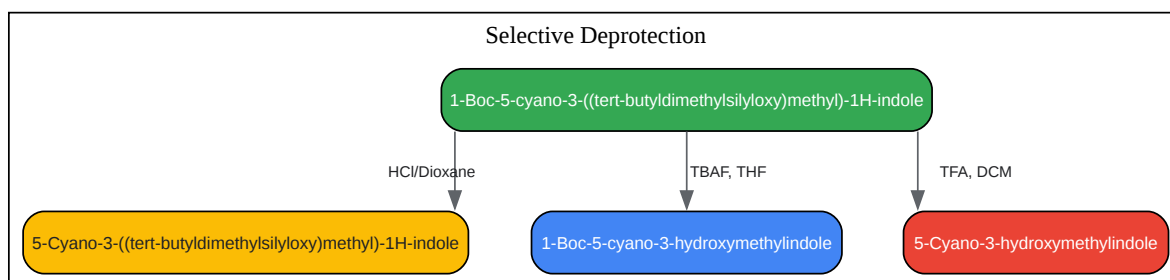 Selective Deprotection
1-Boc-5-cyano-3-((tert-butyldimethylsilyloxy)methyl)-1H-indole
HCl/Dioxane
TBAF, THF
TFA, DCM
5-Cyano-3-((tert-butyldimethylsilyloxy)methyl)-1H-indole
1-Boc-5-cyano-3-hydroxymethylindole
5-Cyano-3-hydroxymethylindole